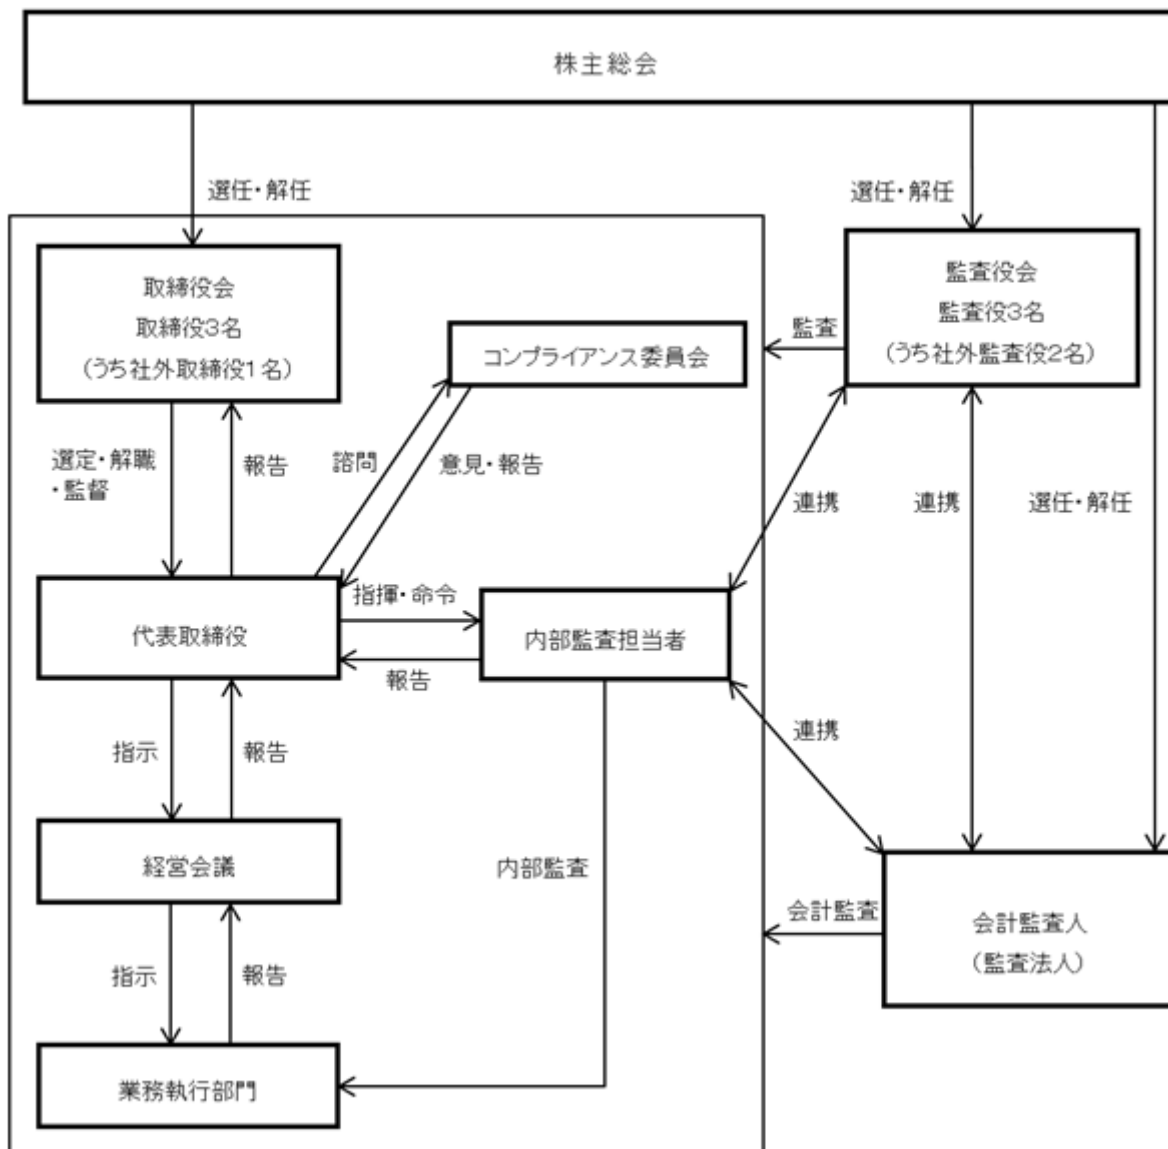 株主総会
選任・解任
選任・解任
取締役会
取締役3名
(うち社外取締役1名)
監査役会
監査役3名
(うち社外監査役2名)
監査
コンプライアンス委員会
選定・解職
・監督
報告
諮問
意見・報告
連携
連携
選任・解任
代表取締役
指揮・命令
報告
内部監査担当者
指示
報告
連携
経営会議
内部監査
会計監査
会計監査人
(監査法人)
指示
報告
業務執行部門